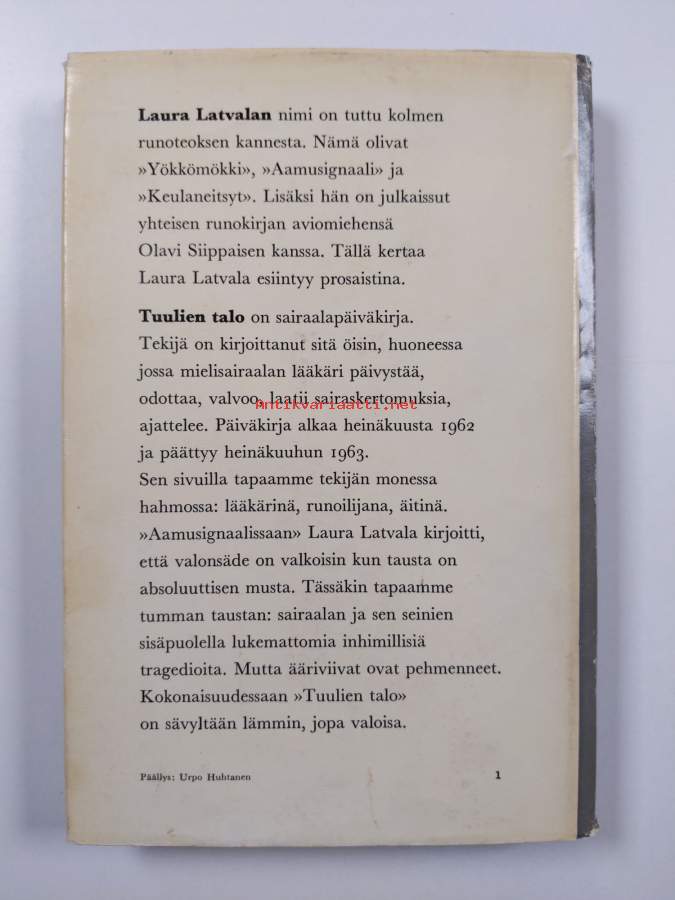 Laura Latvalan nimi on tuttu kolmen
runoteoksen kannesta. Nämä olivat
»Yökkömökki», »Aamusignaali» ja
»Keulaneitsyt». Lisäksi hän on julkaissut
yhteisen runokirjan aviomiehensä
Olavi Siippaisen kanssa. Tällä kertaa
Laura Latvala esiintyy prosaistina.
Tuulien talo on sairaalapäiväkirja.
Tekijä on kirjoittanut sitä öisin, huoneessa
jossa mielisairaalan lääkäri päivystää,
odottaa, valvoo, laatii sairaskertomuksia,
Antikvariaatti.net
ajattelee. Päiväkirja alkaa heinäkuusta 1962
ja päättyy heinäkuuhun 1963.
Sen sivuilla tapaamme tekijän monessa
hahmossa: lääkärinä, runoilijana, äitinä.
»Aamusignaalissaan» Laura Latvala kirjoitti,
että valonsäde on valkoisin kun tausta on
absoluuttisen musta. Tässäkin tapaamme
tumman taustan: sairaalan ja sen seinien
sisäpuolella lukemattomia inhimillisiä
tragedioita. Mutta ääriviivat ovat pehmenneet.
Kokonaisuudessaan »Tuulien talo»
on sävyltään lämmin, jopa valoisa.
Päällys: Urpo Huhtanen 1